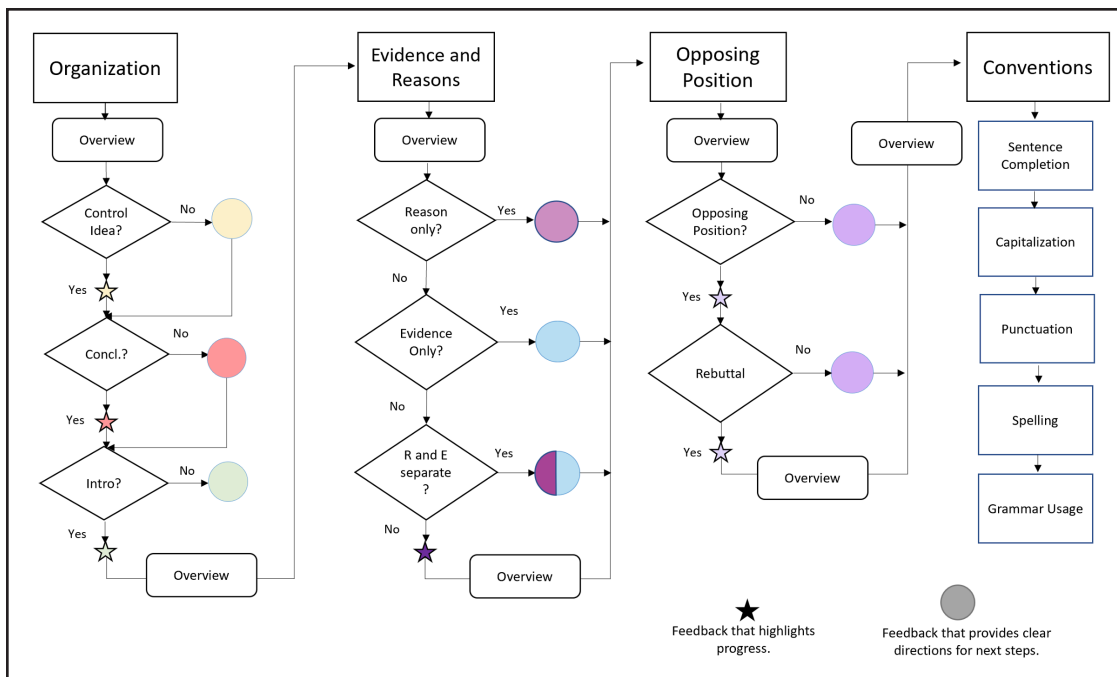 Organization
Overview
Control
Idea?
No
Yes
Concl.?
No
Yes
Intro?
No
Yes
Overview
Evidence and
Reasons
Overview
Reason
only?
Yes
No
Evidence
Only?
Yes
No
R and E
separate
?
Yes
No
Overview
Opposing
Position
Overview
Opposing
Position?
No
Yes
Rebuttal
No
Yes
Overview
Overview
Conventions
Sentence
Completion
Capitalization
Punctuation
Spelling
Grammar Usage
Feedback that highlights
progress.
Feedback that provides clear
directions for next steps.